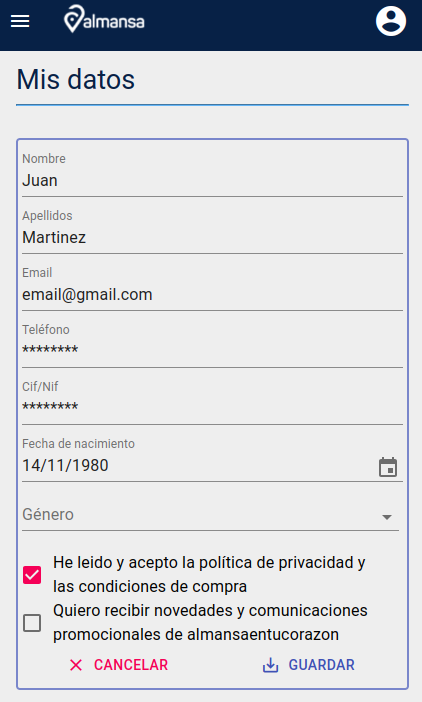 almansa
Mis datos
Nombre
Juan
Apellidos
Martinez
Email
email@gmail.com
Teléfono
********
Cif/Nif
********
Fecha de nacimiento
14/11/1980
Género
He leido y acepto la política de privacidad y
las condiciones de compra
Quiero recibir novedades y comunicaciones
promocionales de almansaentucorazon
CANCELAR GUARDAR